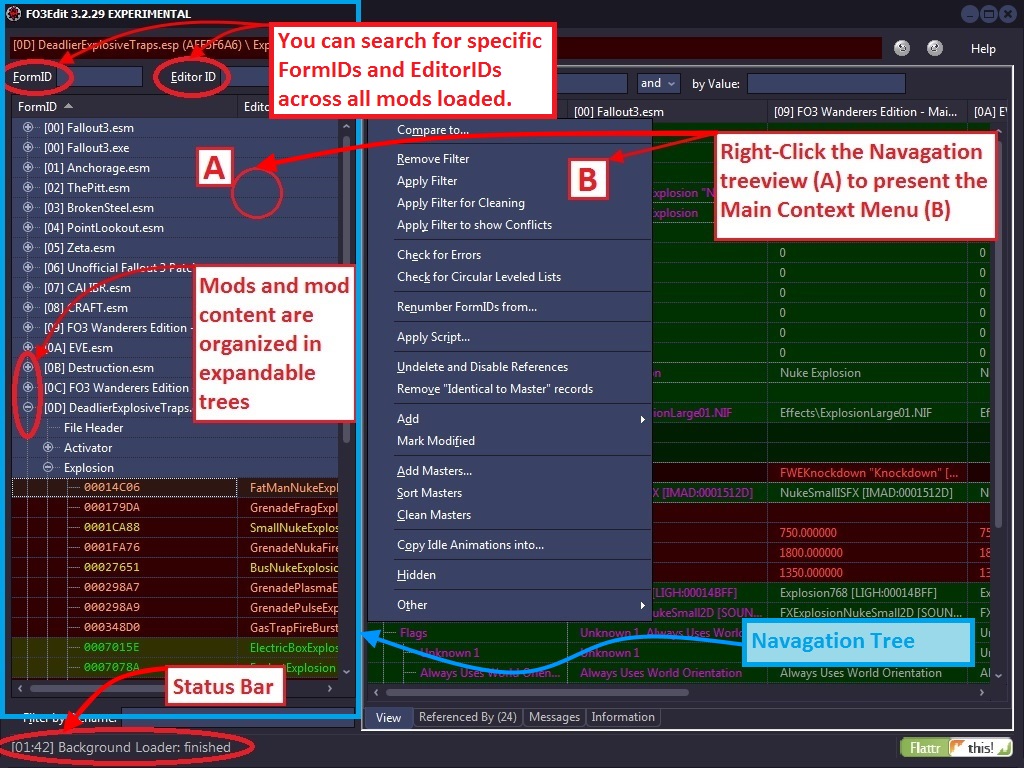 FO3Edit 3.2.29 EXPERIMENTAL
[0D] DeadlierExplosiveTraps.esp (AFF5F6A6) \ Exp
Help
FormID
Editor ID
and
by Value:
You can search for specific
FormIDs and EditorIDs
across all mods loaded.
FormID
Edito
[00] Fallout3.esm
[00] Fallout3.exe
[01] Anchorage.esm
[02] ThePitt.esm
[03] BrokenSteel.esm
[04] PointLookout.esm
[05] Zeta.esm
[06] Unofficial Fallout 3 Patch
[07] CALIBR.esm
[08] CRAFT.esm
[09] FO3 Wanderers Edition -
[0A] EVE.esm
[0B] Destruction.esm
[0C] FO3 Wanderers Edition
[0D] DeadlierExplosiveTraps.
File Header
Activator
Explosion
00014C06 FatManNukeExpl
000179DA GrenadeFragExpl
0001CA88 SmallNukeExplos
0001FA76 GrenadeNukaFire
00027651 BusNukeExplosio
000298A7 GrenadePlasmaE
000298A9 GrenadePulseExp
000348D0 GasTrapFireBurst
0007015E ElectricBoxExplos
0007078A Explosion
A
Mods and mod
content are
organized in
expandable
trees
Status Bar
[01:42] Background Loader: finished
Compare to...
Remove Filter
Apply Filter
Apply Filter for Cleaning
Apply Filter to show Conflicts
Check for Errors
Check for Circular Leveled Lists
Renumber FormIDs from...
Apply Script...
Undelete and Disable References
Remove "Identical to Master" records
Add
Mark Modified
Add Masters...
Sort Masters
Clean Masters
Copy Idle Animations into...
Hidden
Other
B
Right-Click the Navagation
treeview (A) to present the
Main Context Menu (B)
[00] Fallout3.esm
[09] FO3 Wanderers Edition - Mai...
[0A] E
xplosion "N
xplosion
0 0
0 0
0 0
0 0
0 0
0 0
Nuke Explosion
N
ionLarge01.NIF
Effects\ExplosionLarge01.NIF
Ef
FWEKnockdown "Knockdown" [...
X [IMAD:0001512D]
NukeSmallISFX [IMAD:0001512D]
N
750.000000 75
1800.000000 18
1350.000000 13
[LIGH:00014BFF]
Explosion768 [LIGH:00014BFF]
Ex
ukeSmall2D [SOUN...
FXExplosionNukeSmall2D [SOUN...
FX
Flags
Unknown 1, Always Uses World
Unknown 1
Unknown 1
Always Uses World Orien...
Always Uses World Orientation
Always Uses World Orientation
Al
Navagation Tree
View
Referenced By (24)
Messages
Information
Flattr this!